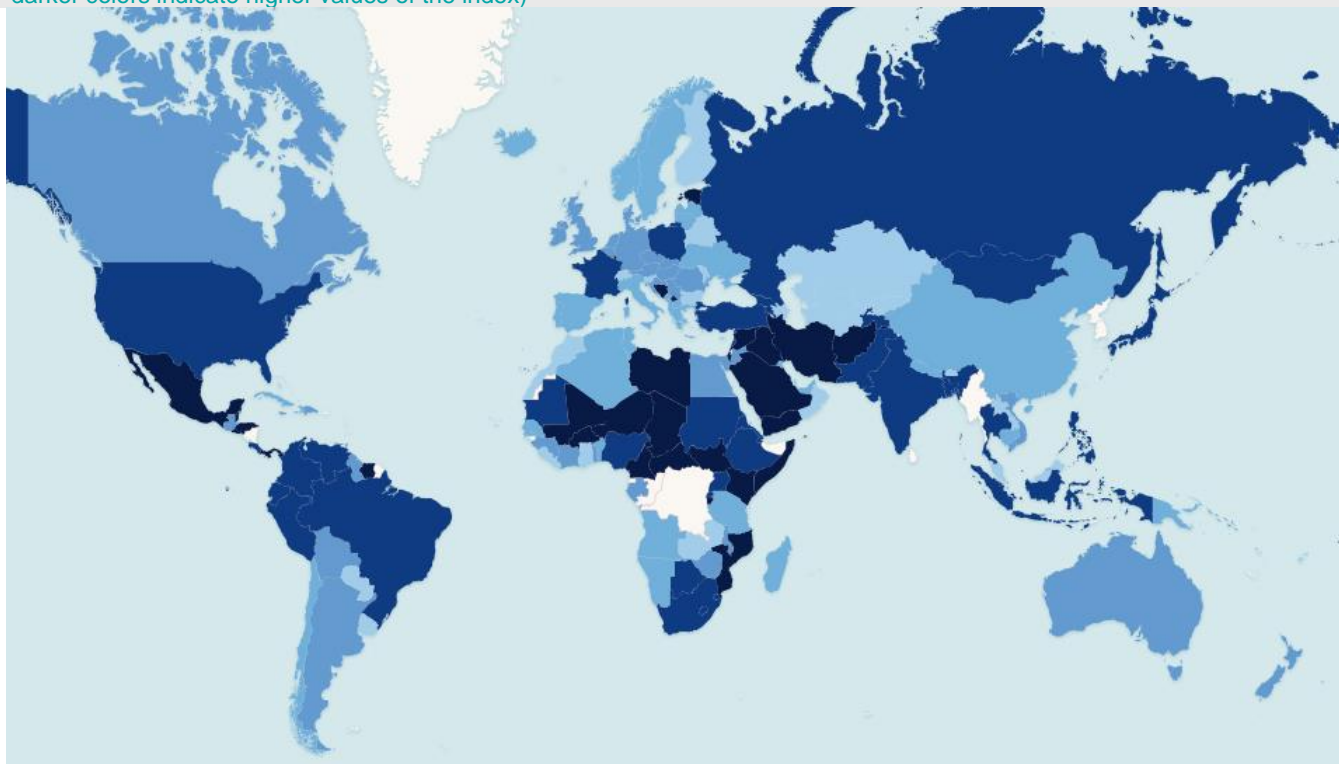 darker colors indicate higher values of the index)